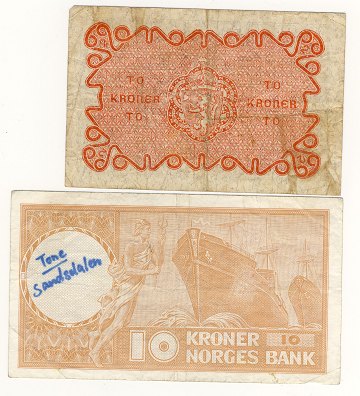 TO TO
KRONER KRONER
TO TO
Tone
Sandsdalen
10 KRONER 10
NORGES BANK